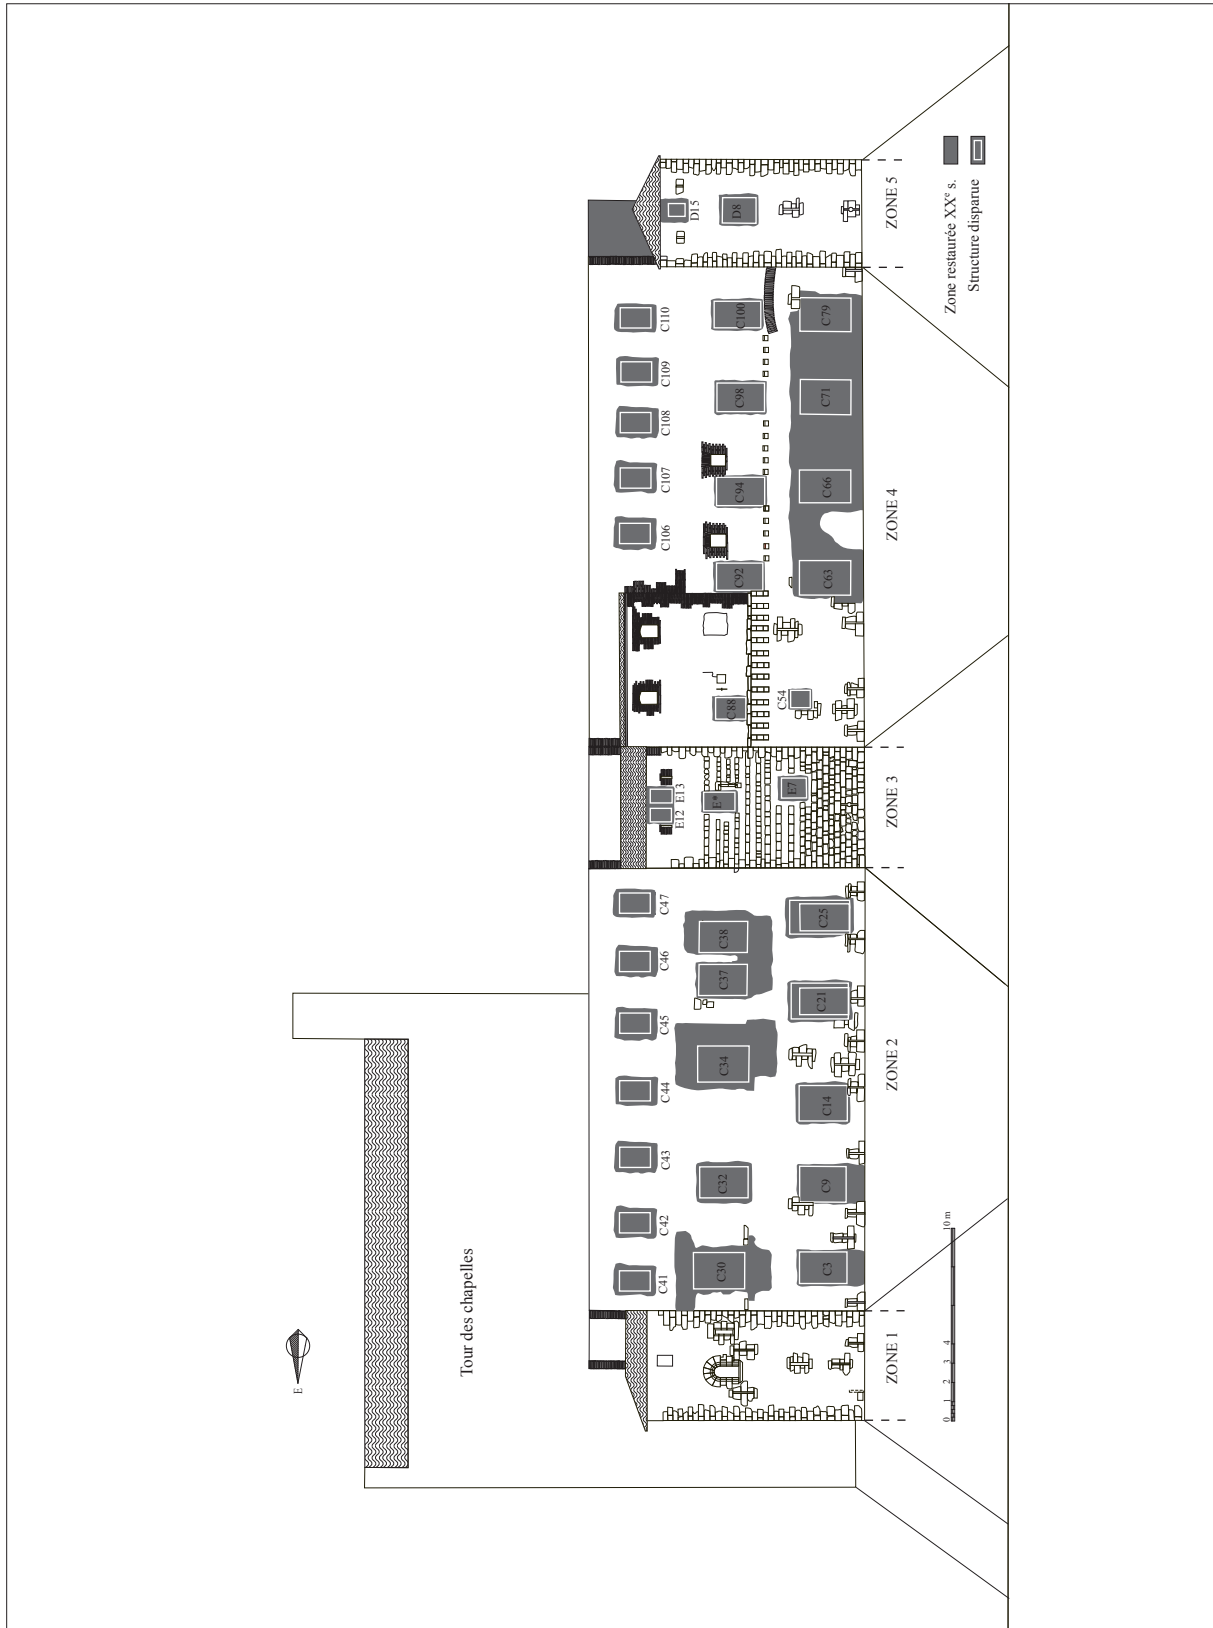 Tour des chapelles
E
C41
C42
C43
C44
C45
C46
C47
C106
C107
C108
C109
C110
D15
E12
E13
C30
C32
C34
C37
C38
E*
C88
C92
C94
C98
C100
D8
C3
C9
C14
C21
C25
E7
C54
C63
C66
C71
C79
ZONE 1
ZONE 2
ZONE 3
ZONE 4
ZONE 5
0 1 2 3 4 10 m
Zone restaurée XXᵉ s.
Structure disparue